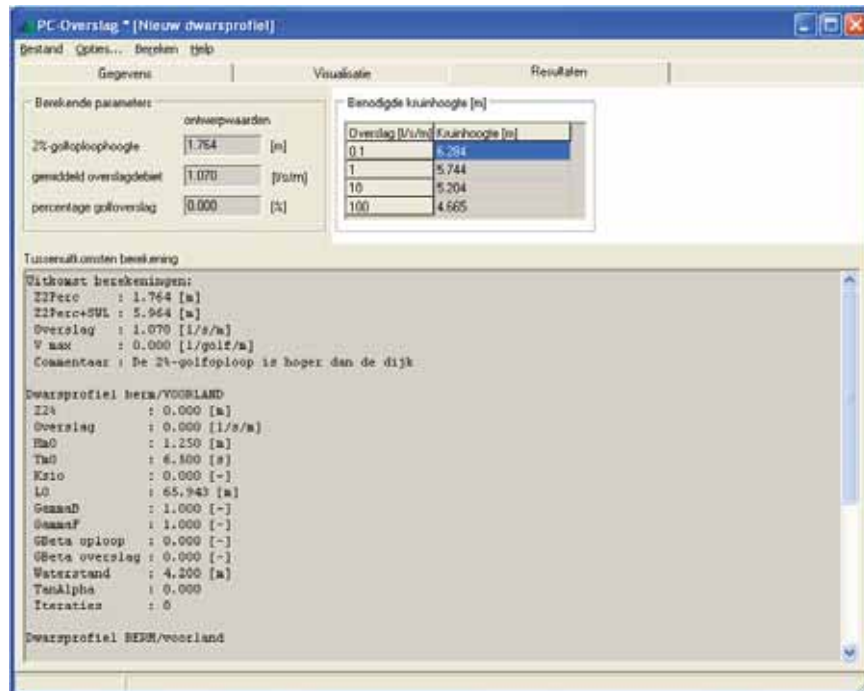 PC-Overslag * [Nieuw dwarsprofiel]
Bestand Opties... Bereken Help
Gegevens Visualisatie Resultaten
Berekende parameters
ontwerpwaarden
2%-golfoploophoogte 1.764 [m]
gemiddeld overslagdebiet 1.070 [l/s/m]
percentage golfoverslag 0.000 [%]
Benodigde kruinhoogte [m]
Overslag [l/s/m] Kruinhoogte [m]
0.1 6.284
1 5.744
10 5.204
100 4.665
Tussenuitkomsten berekening
Uitkomst berekeningen:
Z2Perc : 1.764 [m]
Z2Perc+SWL : 5.964 [m]
Overslag : 1.070 [l/s/m]
V max : 0.000 [l/golf/m]
Commentaar : De 2%-golfoploop is hoger dan de dijk
Dwarsprofiel berm/VOORLAND
Z2% : 0.000 [m]
Overslag : 0.000 [l/s/m]
Hm0 : 1.250 [m]
Tm0 : 6.500 [s]
Ksio : 0.000 [-]
L0 : 65.943 [m]
GammaB : 1.000 [-]
GammaF : 1.000 [-]
GBeta oploop : 0.000 [-]
GBeta overslag : 0.000 [-]
Waterstand : 4.200 [m]
TanAlpha : 0.000
Iteraties : 0
Dwarsprofiel BERM/voorland